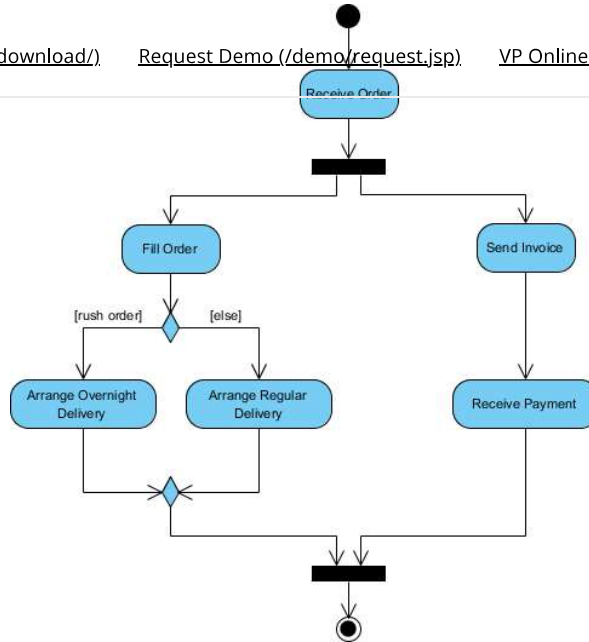 download/)
Request Demo (/demo/request.jsp)
VP Online
Receive Order
Fill Order
Send Invoice
[rush order]
[else]
Arrange Overnight
Delivery
Arrange Regular
Delivery
Receive Payment